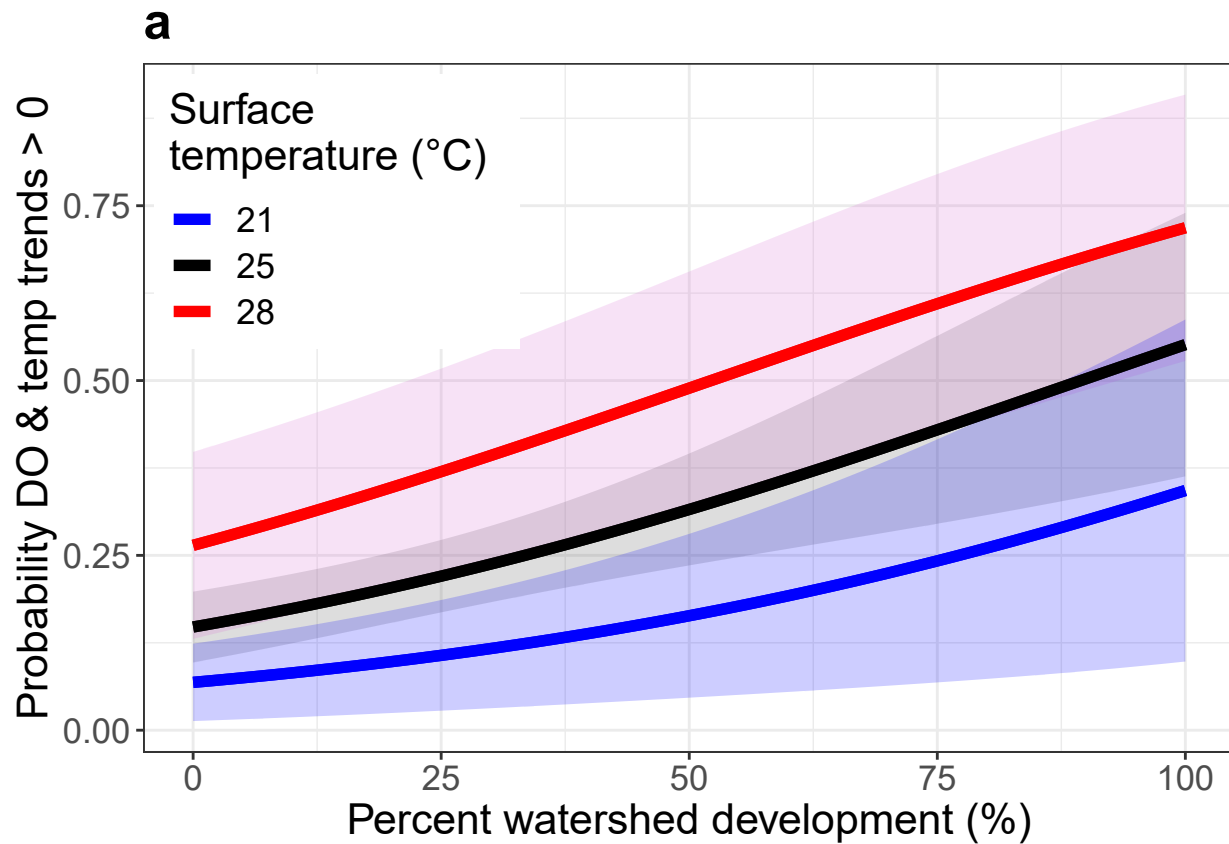 a
Surface
temperature (°C)
21
25
28
Probability DO & temp trends > 0
0.75
0.50
0.25
0.00
0 25 50 75 100
Percent watershed development (%)